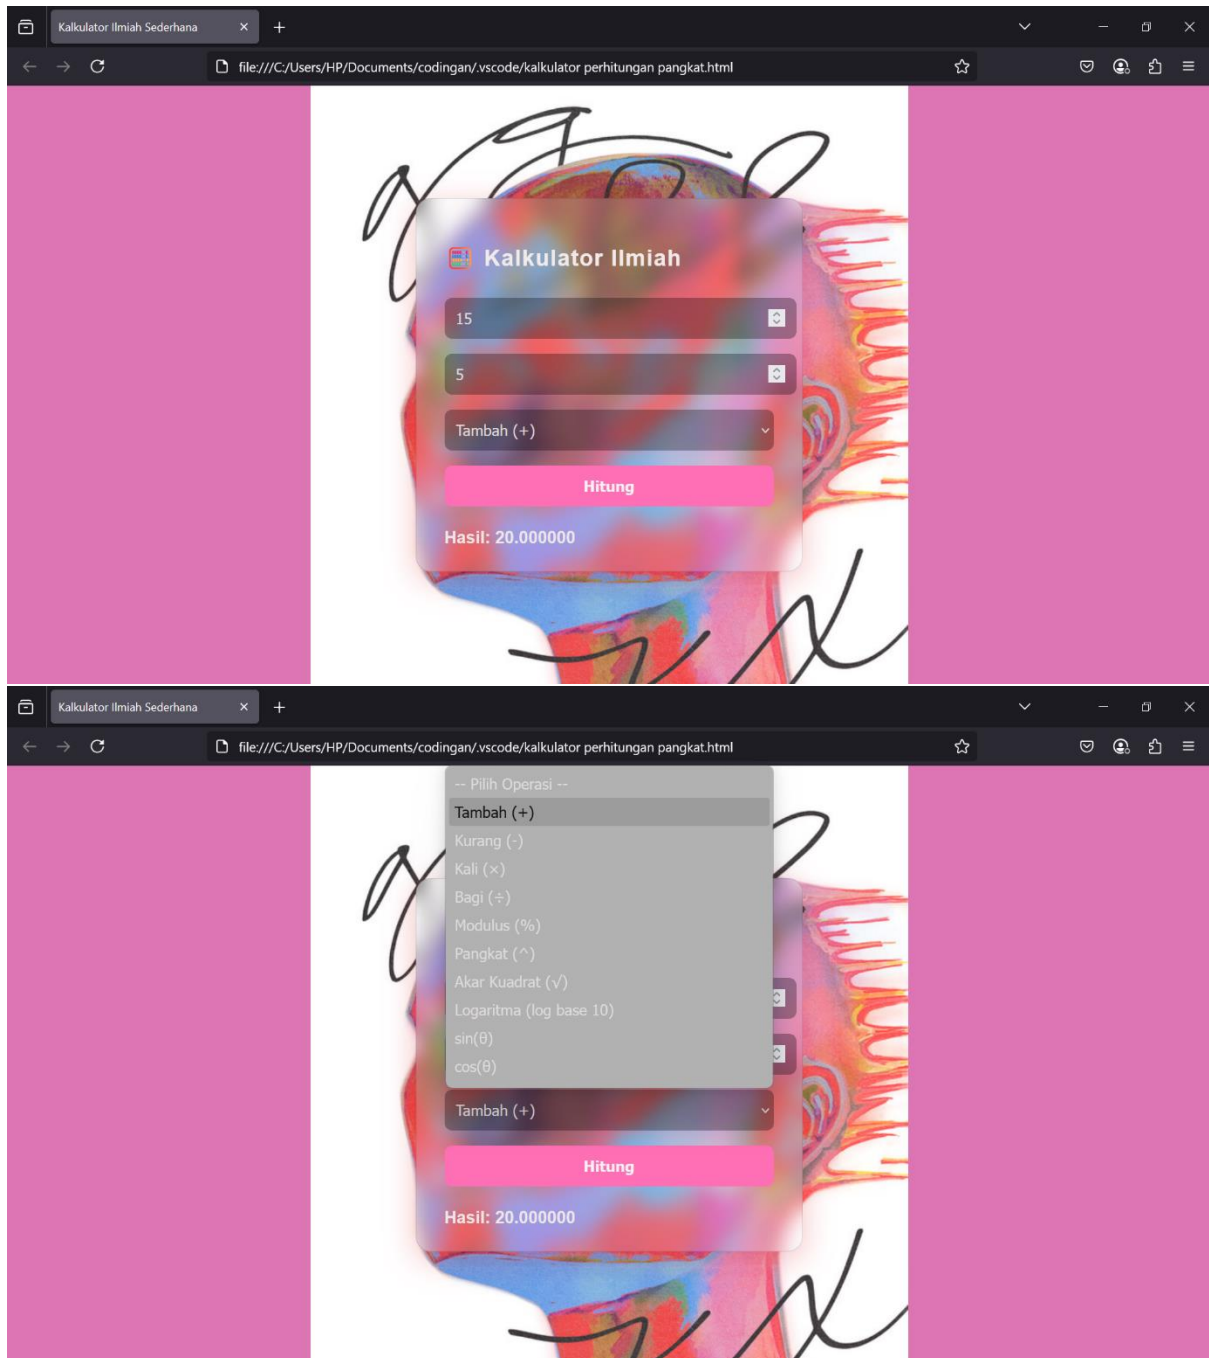 Kalkulator Ilmiah Sederhana
file:///C:/Users/HP/Documents/codingan/.vscode/kalkulator perhitungan pangkat.html
Kalkulator Ilmiah
15
5
Tambah (+)
Hitung
Hasil: 20.000000
Kalkulator Ilmiah Sederhana
file:///C:/Users/HP/Documents/codingan/.vscode/kalkulator perhitungan pangkat.html
-- Pilih Operasi --
Tambah (+)
Kurang (-)
Kali (×)
Bagi (÷)
Modulus (%)
Pangkat (^)
Akar Kuadrat (√)
Logaritma (log base 10)
sin(θ)
cos(θ)
Tambah (+)
Hitung
Hasil: 20.000000